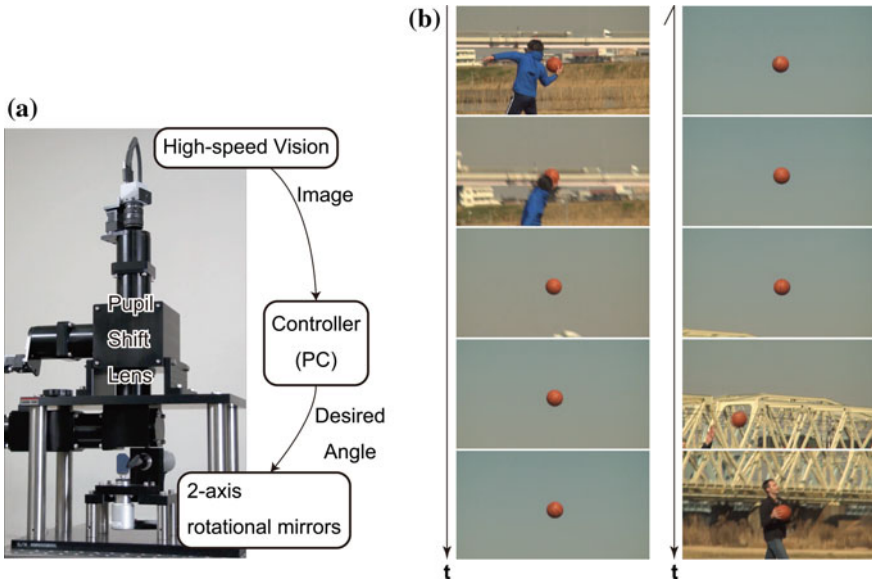 (a)
High-speed Vision
Image
Pupil
Shift
Lens
Controller
(PC)
Desired
Angle
2-axis
rotational mirrors
(b)
t
t